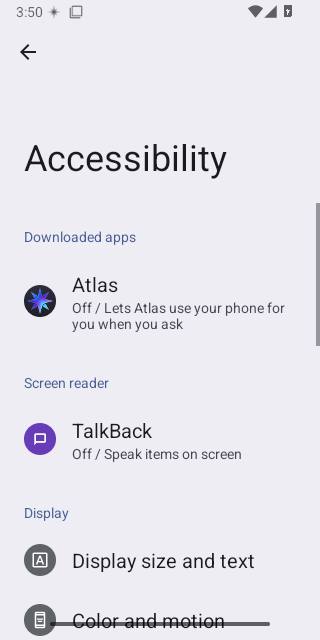 3:50
Accessibility
Downloaded apps
Atlas
Off / Lets Atlas use your phone for
you when you ask
Screen reader
TalkBack
Off / Speak items on screen
Display
Display size and text
Color and motion